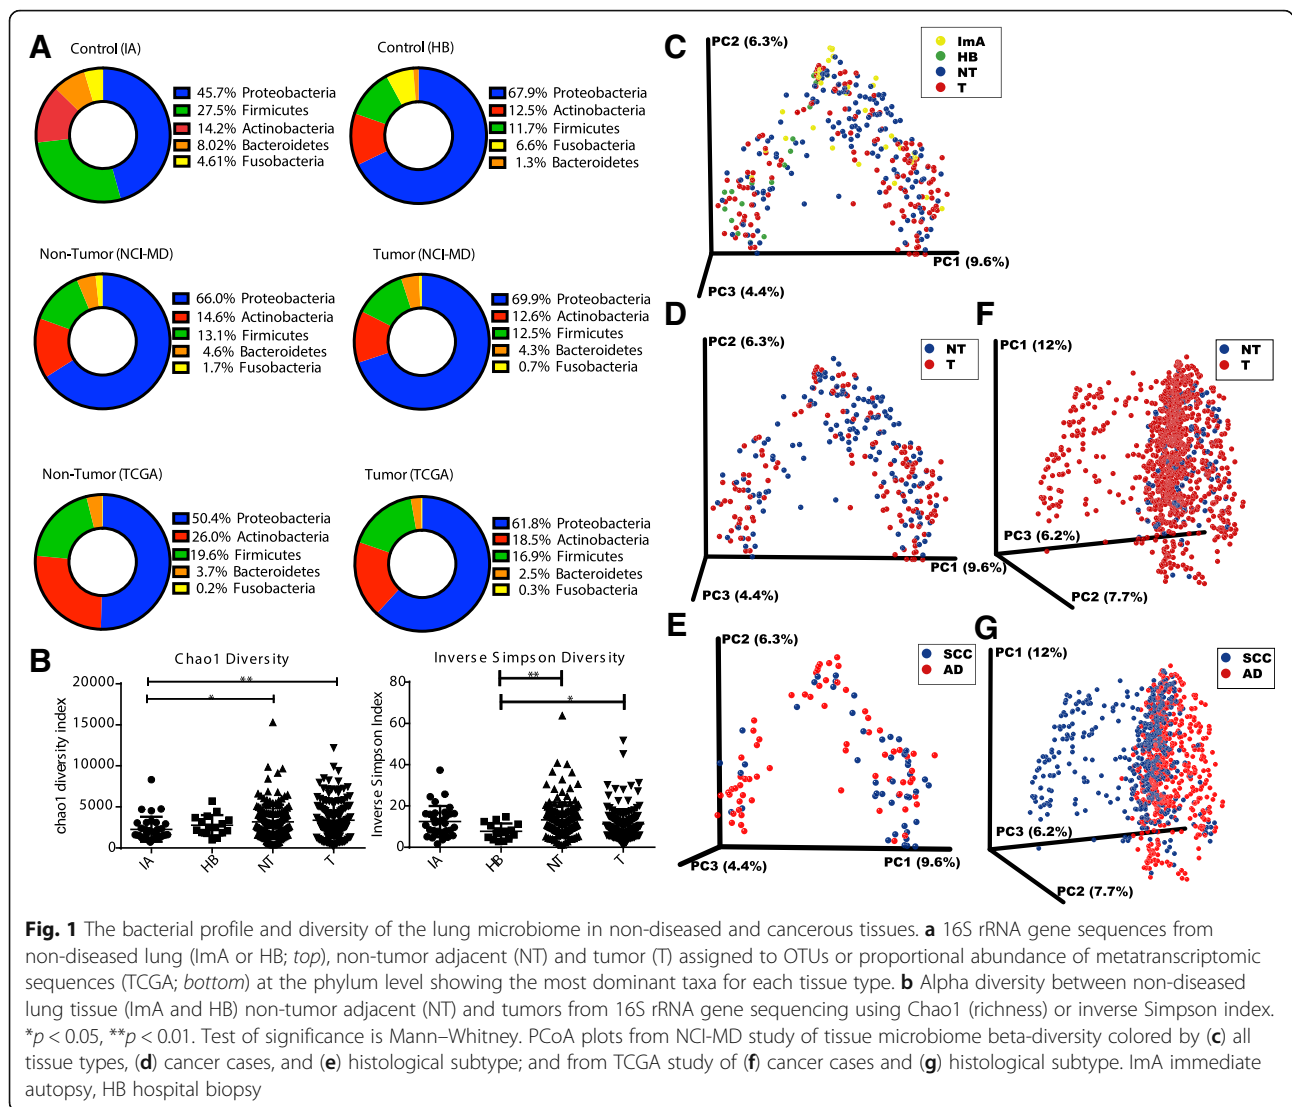 A
Control (IA)
45.7% Proteobacteria
27.5% Firmicutes
14.2% Actinobacteria
8.02% Bacteroidetes
4.61% Fusobacteria
Control (HB)
67.9% Proteobacteria
12.5% Actinobacteria
11.7% Firmicutes
6.6% Fusobacteria
1.3% Bacteroidetes
Non-Tumor (NCI-MD)
66.0% Proteobacteria
14.6% Actinobacteria
13.1% Firmicutes
4.6% Bacteroidetes
1.7% Fusobacteria
Tumor (NCI-MD)
69.9% Proteobacteria
12.6% Actinobacteria
12.5% Firmicutes
4.3% Bacteroidetes
0.7% Fusobacteria
Non-Tumor (TCGA)
50.4% Proteobacteria
26.0% Actinobacteria
19.6% Firmicutes
3.7% Bacteroidetes
0.2% Fusobacteria
Tumor (TCGA)
61.8% Proteobacteria
18.5% Actinobacteria
16.9% Firmicutes
2.5% Bacteroidetes
0.3% Fusobacteria
B
Chao1 Diversity
chao1 diversity index
20000
15000
10000
5000
0
**
*
IA
HB
NT
T
Inverse Simpson Diversity
Inverse Simpson Index
80
60
40
20
0
**
*
IA
HB
NT
T
C
PC2 (6.3%)
PC1 (9.6%)
PC3 (4.4%)
ImA
HB
NT
T
D
PC2 (6.3%)
PC1 (9.6%)
PC3 (4.4%)
NT
T
E
PC2 (6.3%)
PC1 (9.6%)
PC3 (4.4%)
SCC
AD
F
PC1 (12%)
PC3 (6.2%)
PC2 (7.7%)
NT
T
G
PC1 (12%)
PC3 (6.2%)
PC2 (7.7%)
SCC
AD
Fig. 1 The bacterial profile and diversity of the lung microbiome in non-diseased and cancerous tissues. a 16S rRNA gene sequences from
non-diseased lung (ImA or HB; top), non-tumor adjacent (NT) and tumor (T) assigned to OTUs or proportional abundance of metatranscriptomic
sequences (TCGA; bottom) at the phylum level showing the most dominant taxa for each tissue type. b Alpha diversity between non-diseased
lung tissue (ImA and HB) non-tumor adjacent (NT) and tumors from 16S rRNA gene sequencing using Chao1 (richness) or inverse Simpson index.
*p < 0.05, **p < 0.01. Test of significance is Mann–Whitney. PCoA plots from NCI-MD study of tissue microbiome beta-diversity colored by (c) all
tissue types, (d) cancer cases, and (e) histological subtype; and from TCGA study of (f) cancer cases and (g) histological subtype. ImA immediate
autopsy, HB hospital biopsy